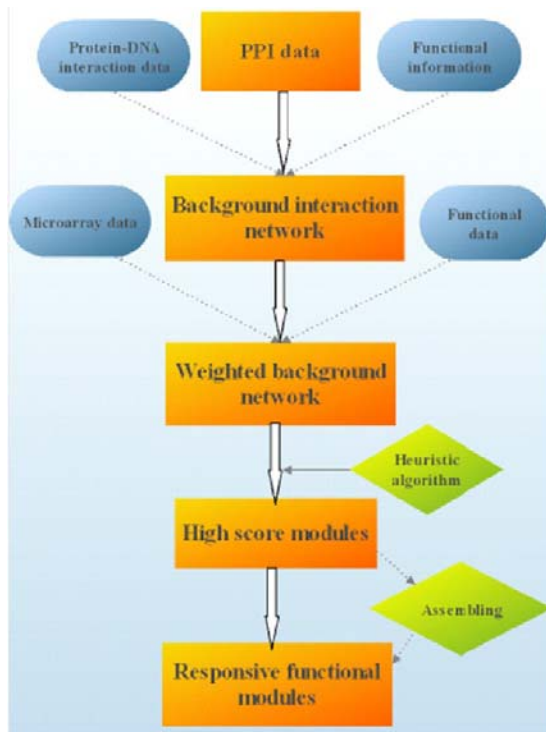 Protein-DNA
interaction data
PPI data
Functional
information
Background interaction
network
Microarray data
Functional
data
Weighted background
network
Heuristic
algorithm
High score modules
Assembling
Responsive functional
modules